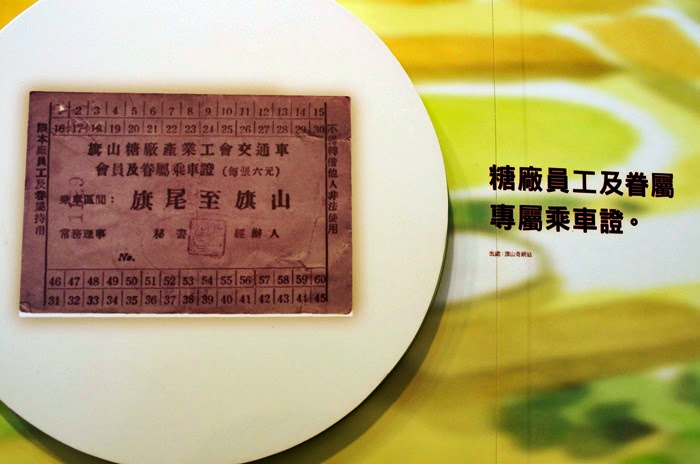 1 2 3 4 5 6 7 8 9 10 11 12 13 14 15
16 17 18 19 20 21 22 23 24 25 26 27 28 29 30
限本廠員工及眷屬持用
旗山糖廠產業工會交通車
會員及眷屬乘車證(每張六元)
乘車區間:旗尾至旗山
常務理事 秘書 經辦人
No.
不得轉借他人非法使用
46 47 48 49 50 51 52 53 54 55 56 57 58 59 60
31 32 33 34 35 36 37 38 39 40 41 42 43 44 45
糖廠員工及眷屬
專屬乘車證。
出處:旗山奇網站